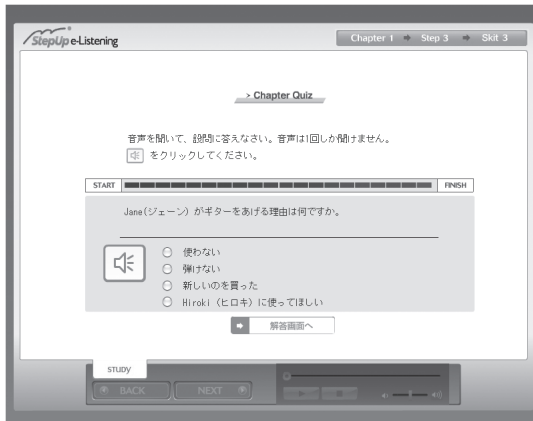 StepUp e-Listening
Chapter 1 ➡ Step 3 ➡ Skit 3
> Chapter Quiz
音声を聞いて、設問に答えなさい。音声は1回しか聞けません。
をクリックしてください。
START FINISH
Jane(ジェーン) がギターをあげる理由は何ですか。
使わない
弾けない
新しいのを買った
Hiroki (ヒロキ) に使ってほしい
解答画面へ
STUDY
BACK NEXT